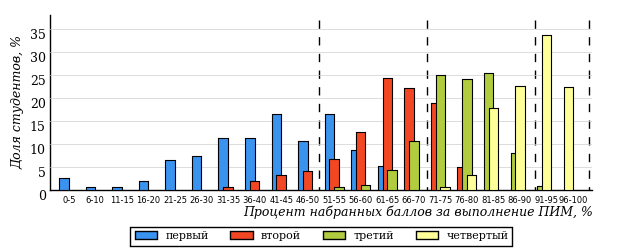 Доля студентов, %
35
30
25
20
15
10
5
0
0-5 6-10 11-15 16-20 21-25 26-30 31-35 36-40 41-45 46-50 51-55 56-60 61-65 66-70 71-75 76-80 81-85 86-90 91-95 96-100
Процент набранных баллов за выполнение ПИМ, %
первый второй третий четвертый